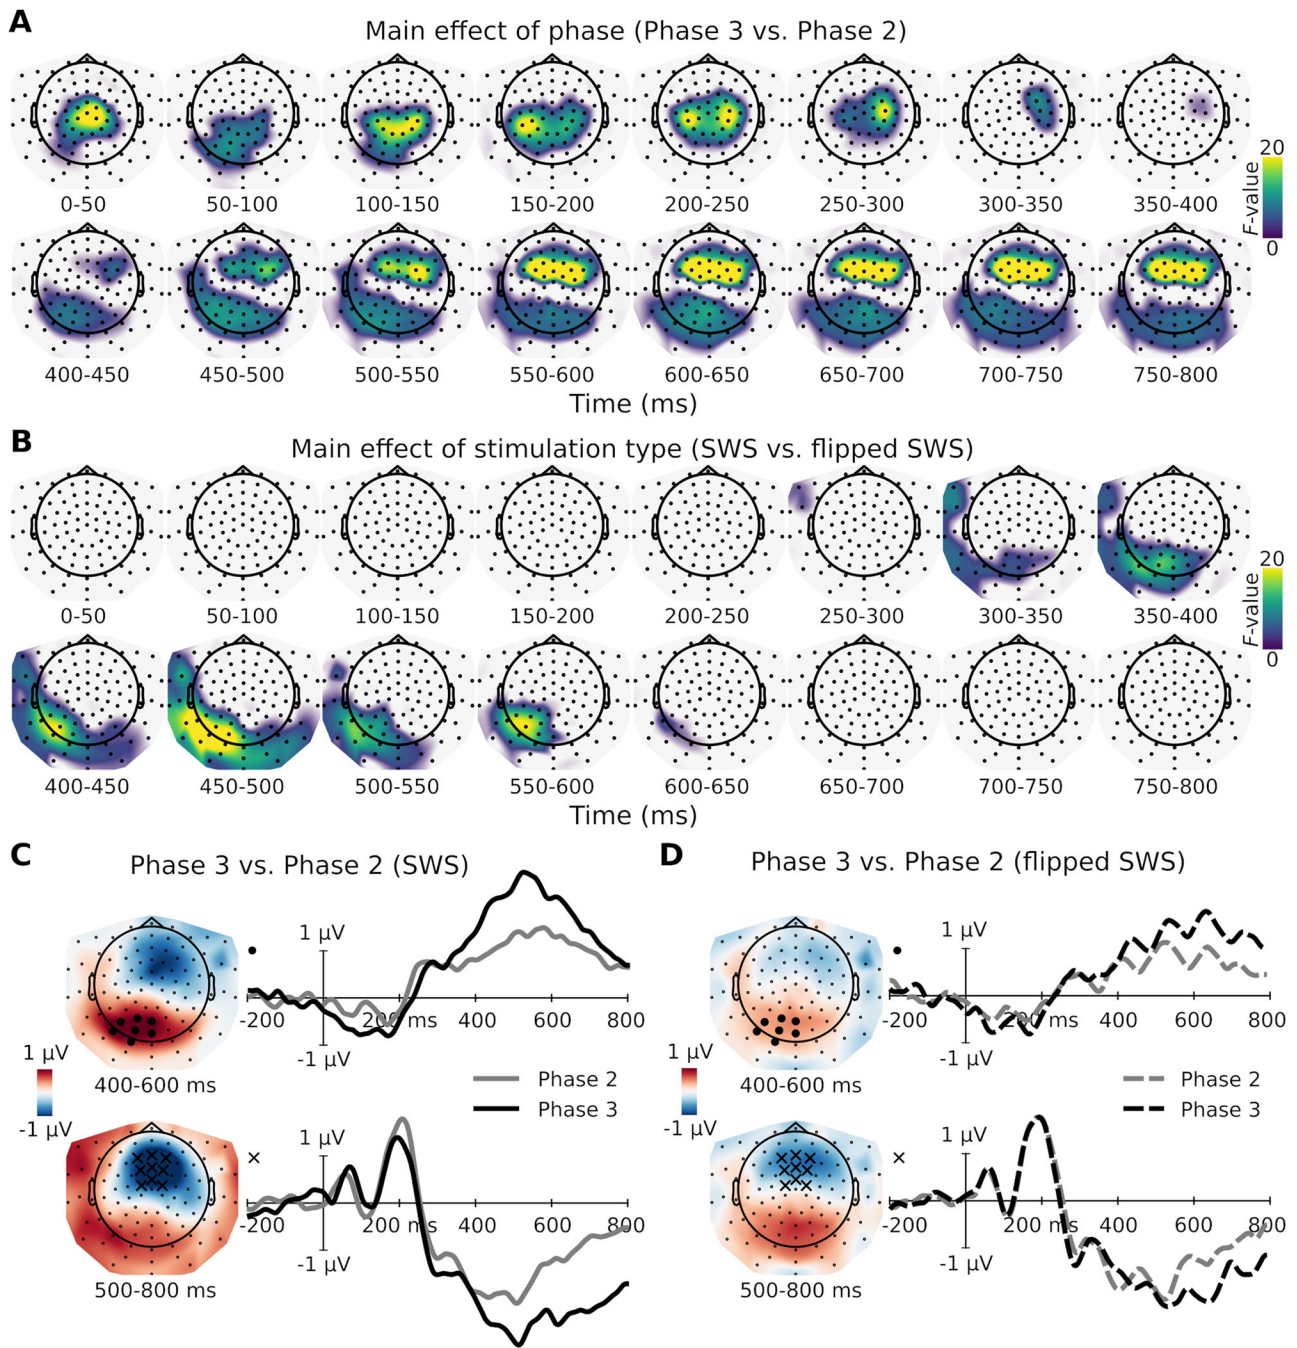 A
Main effect of phase (Phase 3 vs. Phase 2)
0-50 50-100 100-150 150-200 200-250 250-300 300-350 350-400
20
F-value
0
400-450 450-500 500-550 550-600 600-650 650-700 700-750 750-800
Time (ms)
B
Main effect of stimulation type (SWS vs. flipped SWS)
0-50 50-100 100-150 150-200 200-250 250-300 300-350 350-400
20
F-value
0
400-450 450-500 500-550 550-600 600-650 650-700 700-750 750-800
Time (ms)
C
Phase 3 vs. Phase 2 (SWS)
1 µV
-200 200 ms 400 600 800
-1 µV
1 µV
-1 µV
400-600 ms
Phase 2
Phase 3
1 µV
-200 200 ms 400 600 800
-1 µV
500-800 ms
D
Phase 3 vs. Phase 2 (flipped SWS)
1 µV
-200 200 ms 400 600 800
-1 µV
1 µV
-1 µV
400-600 ms
Phase 2
Phase 3
1 µV
-200 200 ms 400 600 800
-1 µV
500-800 ms